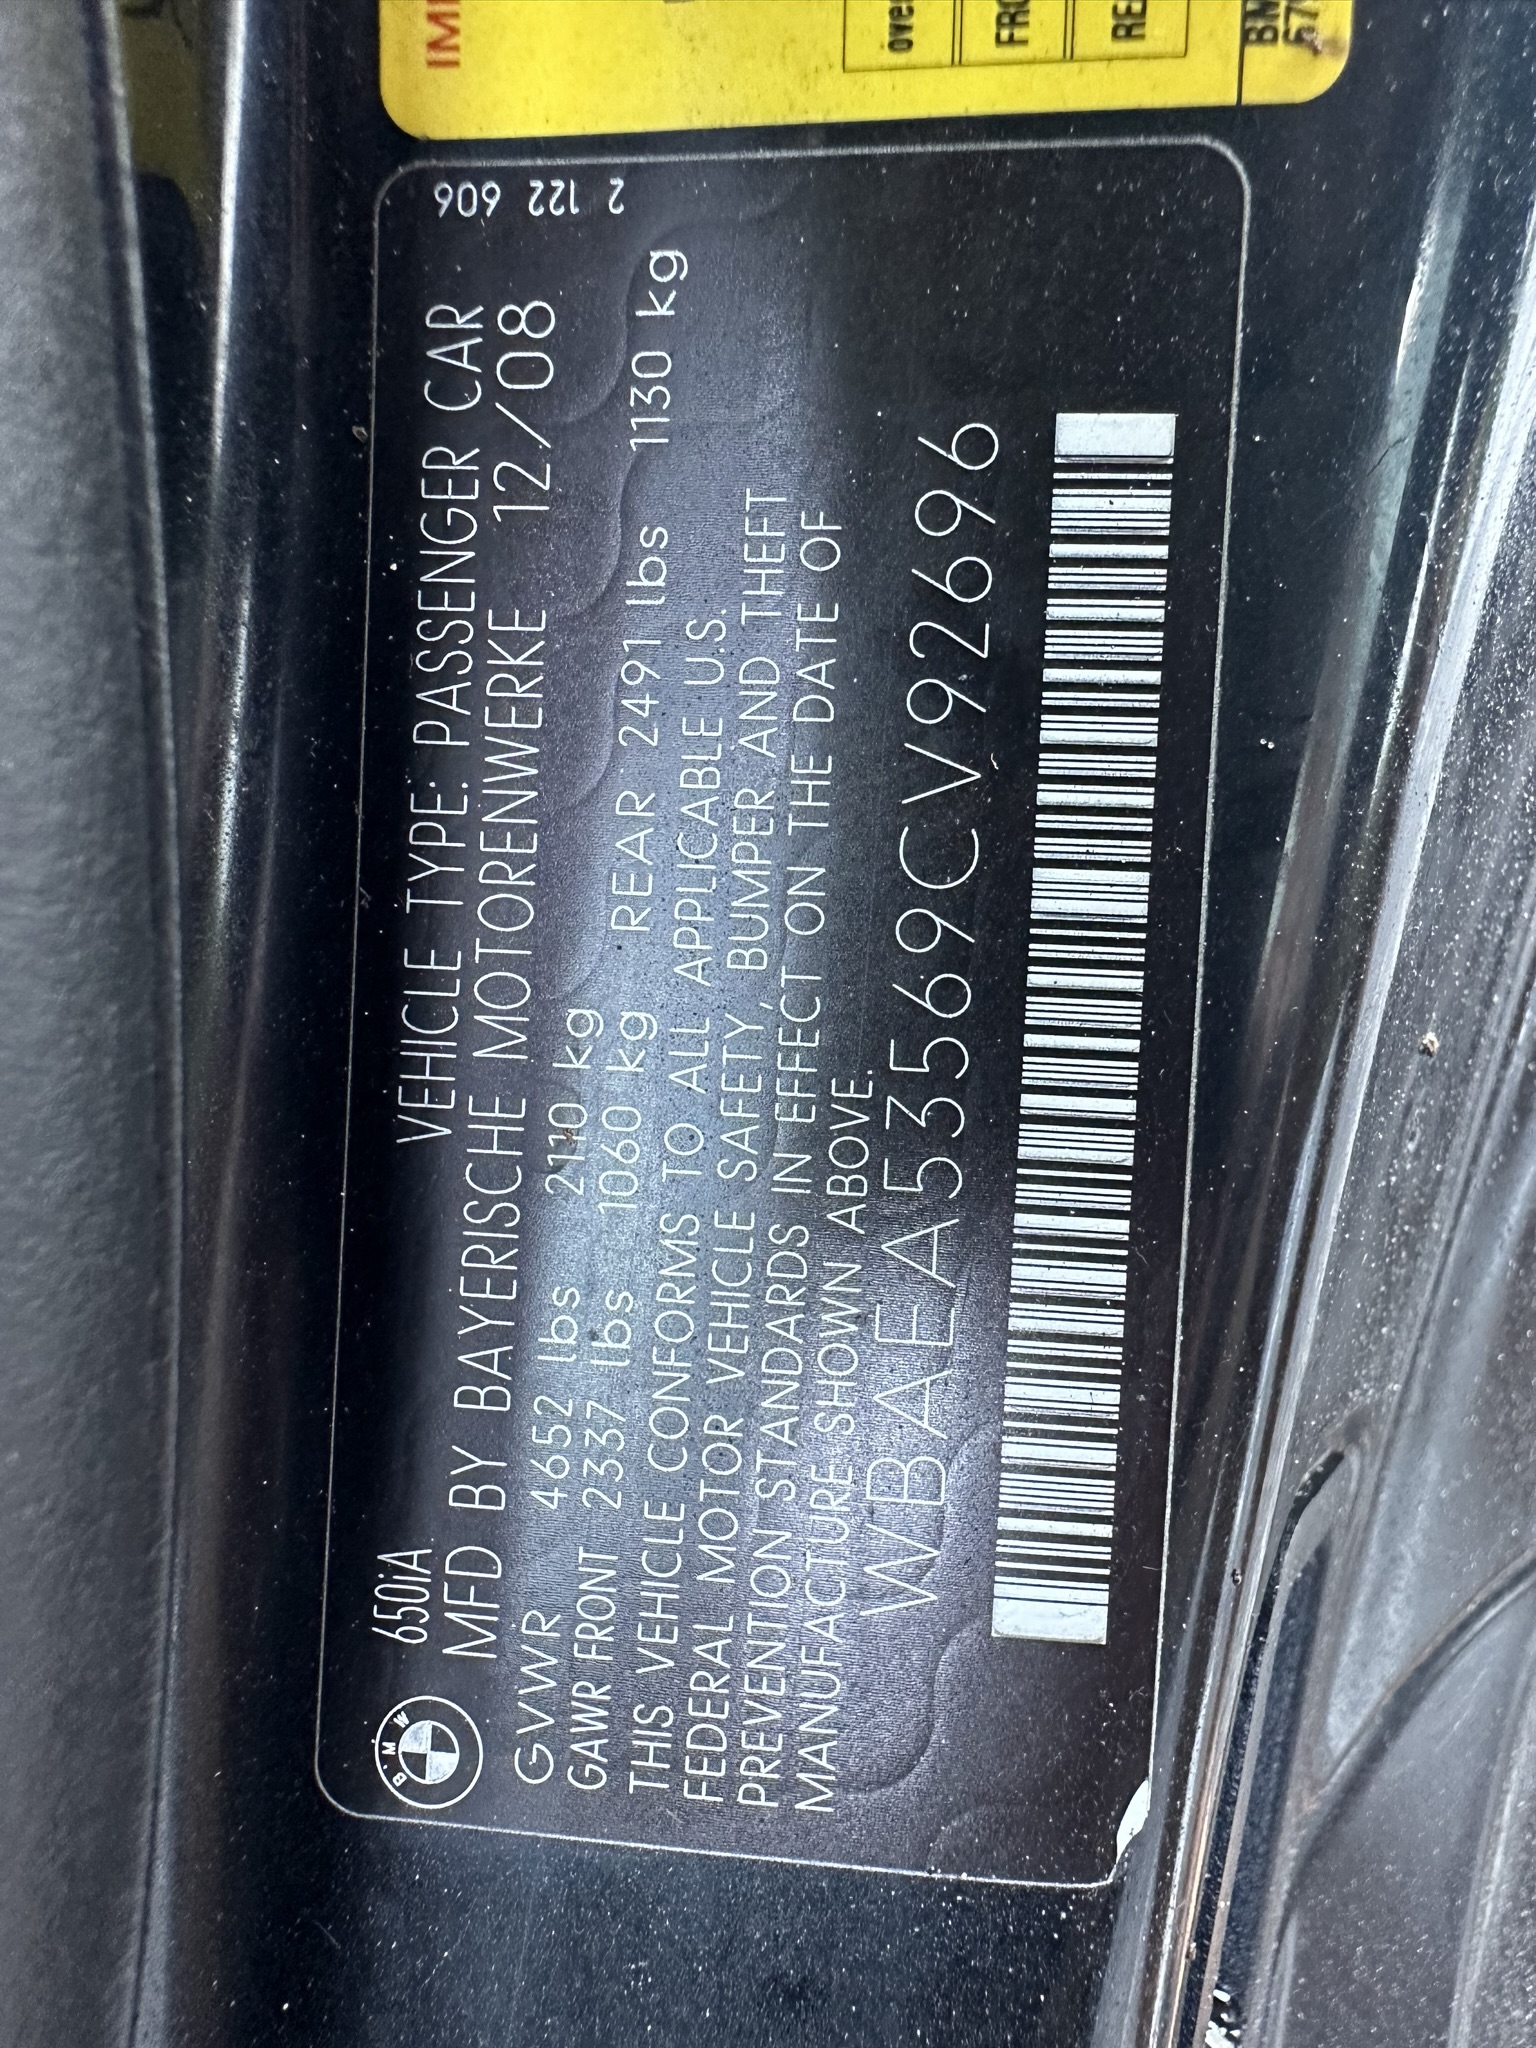 650iA VEHICLE TYPE: PASSENGER CAR
MFD BY BAYERISCHE MOTORENWERKE 12/08
GVWR 4652 lbs 2110 kg
GAWR FRONT 2337 lbs 1060 kg REAR 2491 lbs 1130 kg
THIS VEHICLE CONFORMS TO ALL APPLICABLE U.S.
FEDERAL MOTOR VEHICLE SAFETY, BUMPER AND THEFT
PREVENTION STANDARDS IN EFFECT ON THE DATE OF
MANUFACTURE SHOWN ABOVE.
WBAEA53569CV92696
2 122 606
BMW